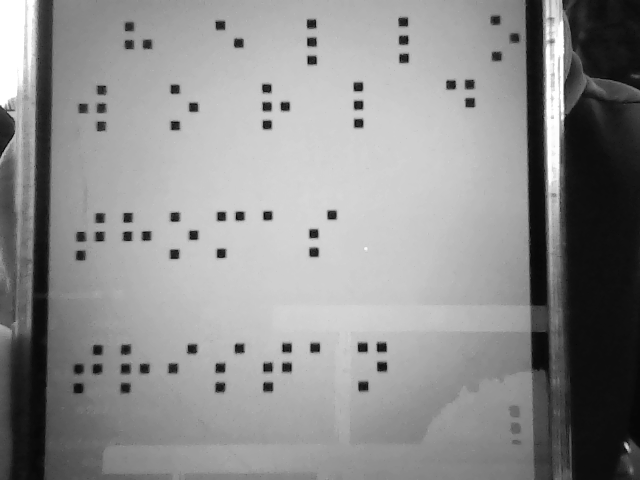 ⠓ ⠑ ⠇ ⠇ ⠕
⠺ ⠕ ⠗ ⠇ ⠙
⠞⠓⠕⠍⠁⠎
⠞⠗⠊⠎⠞⠁⠝